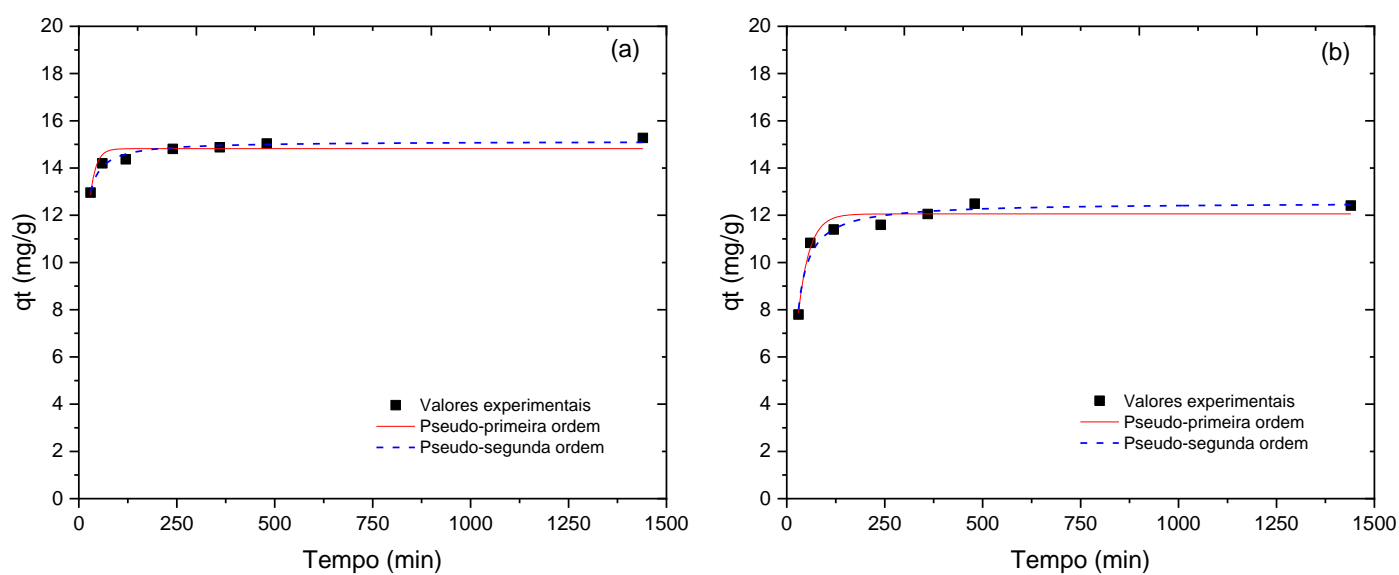 (a)
qt (mg/g)
20
18
16
14
12
10
8
6
4
2
0
Valores experimentais
Pseudo-primeira ordem
Pseudo-segunda ordem
0 250 500 750 1000 1250 1500
Tempo (min)
(b)
qt (mg/g)
20
18
16
14
12
10
8
6
4
2
0
Valores experimentais
Pseudo-primeira ordem
Pseudo-segunda ordem
0 250 500 750 1000 1250 1500
Tempo (min)